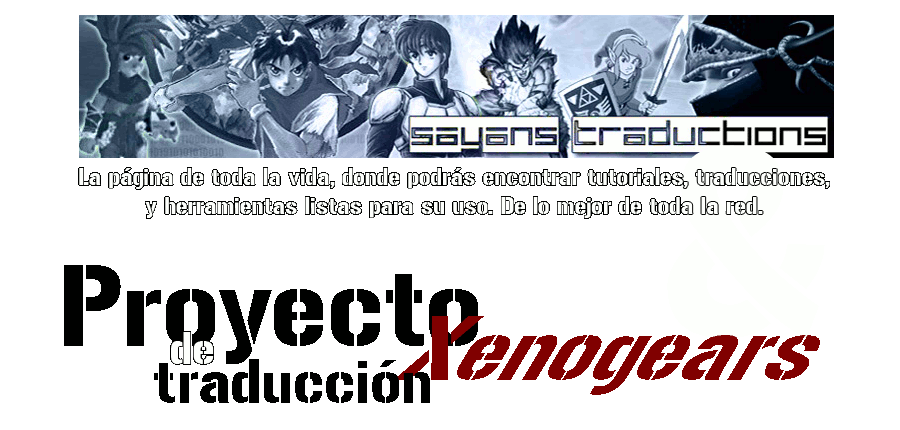 sayans traductions
La página de toda la vida, donde podrás encontrar tutoriales, traducciones,
y herramientas listas para su uso. De lo mejor de toda la red.
Proyecto
de
traducción
Xenogears